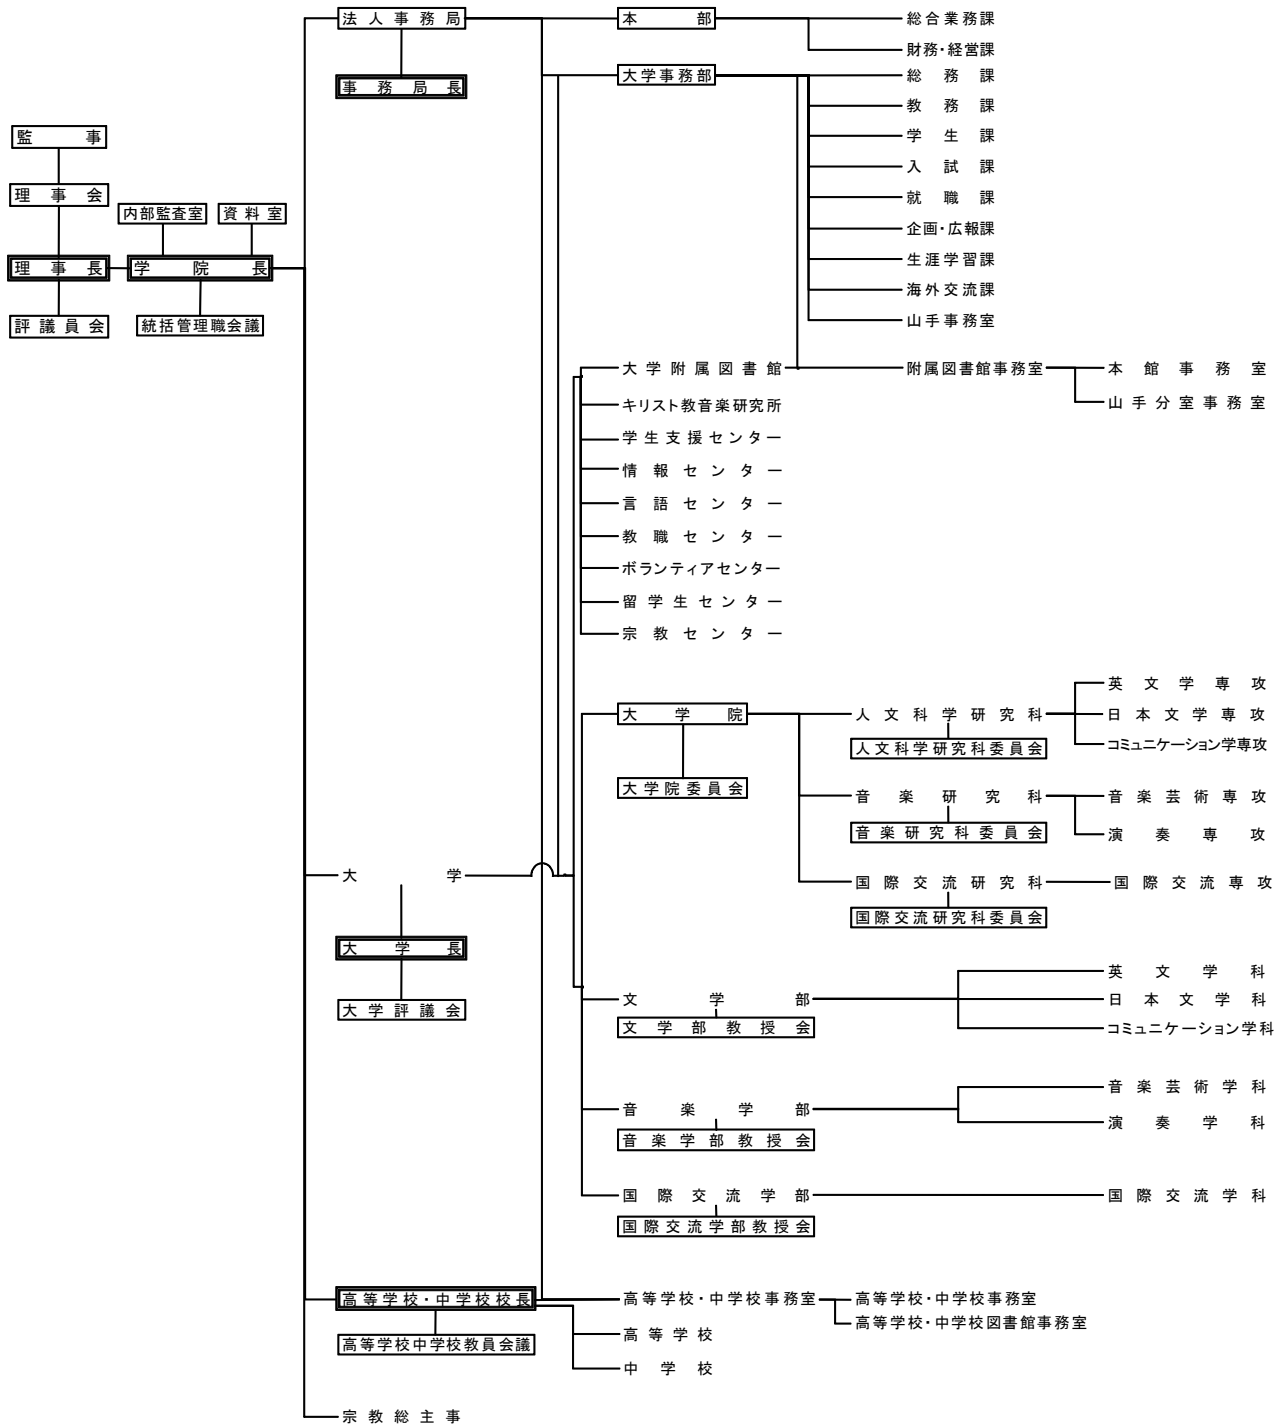 法人事務局
本部
総合業務課
財務・経営課
事務局長
大学事務部
総務課
教務課
学生課
入試課
就職課
企画・広報課
生涯学習課
海外交流課
山手事務室
監事
理事会
内部監査室
資料室
理事長
学院長
評議員会
統括管理職会議
大学附属図書館
附属図書館事務室
本館事務室
山手分室事務室
キリスト教音楽研究所
学生支援センター
情報センター
言語センター
教職センター
ボランティアセンター
留学生センター
宗教センター
大学院
大学院委員会
人文科学研究科
人文科学研究科委員会
英文学専攻
日本文学専攻
コミュニケーション学専攻
音楽研究科
音楽研究科委員会
音楽芸術専攻
演奏専攻
国際交流研究科
国際交流研究科委員会
国際交流専攻
大学
大学長
大学評議会
文学部
文学部教授会
英文学科
日本文学科
コミュニケーション学科
音楽学部
音楽学部教授会
音楽芸術学科
演奏学科
国際交流学部
国際交流学部教授会
国際交流学科
高等学校・中学校校長
高等学校中学校教員会議
高等学校・中学校事務室
高等学校・中学校事務室
高等学校・中学校図書館事務室
高等学校
中学校
宗教総主事